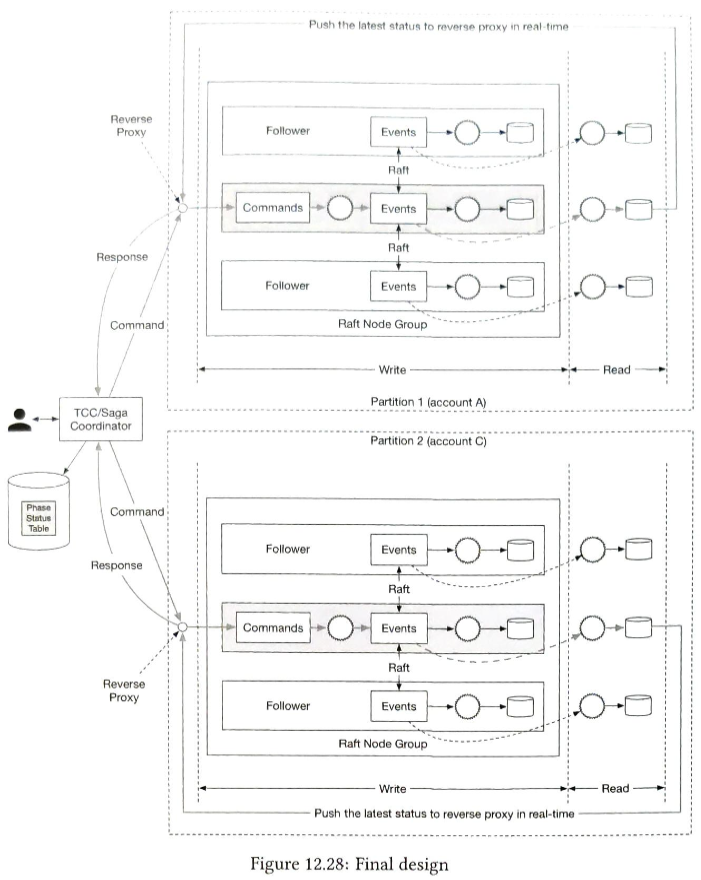 Push the latest status to reverse proxy in real-time
Reverse
Proxy
Follower
Events
Raft
Commands
Events
Response
Raft
Command
Follower
Events
Raft Node Group
Write
Read
Partition 1 (account A)
TCC/Saga
Coordinator
Partition 2 (account C)
Phase
Status
Table
Command
Follower
Events
Response
Raft
Commands
Events
Raft
Reverse
Proxy
Follower
Events
Raft Node Group
Write
Read
Push the latest status to reverse proxy in real-time
Figure 12.28: Final design